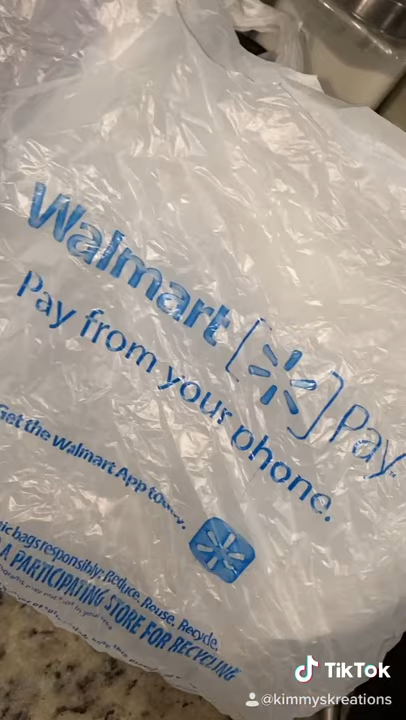 Walmart Pay
Pay from your phone.
Get the Walmart App today.
bags responsibly: Reduce, Reuse, Recycle.
A PARTICIPATING STORE FOR RECYCLING
TikTok
@kimmyskreations